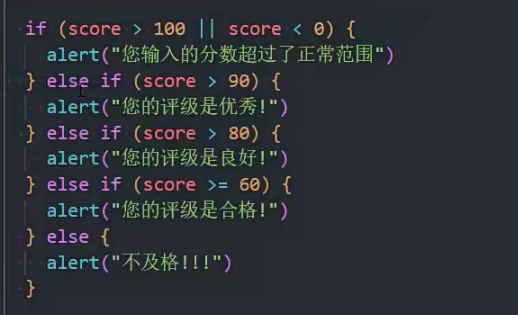 if (score > 100 || score < 0) {
  alert("您输入的分数超过了正常范围")
} else if (score > 90) {
  alert("您的评级是优秀!")
} else if (score > 80) {
  alert("您的评级是良好!")
} else if (score >= 60) {
  alert("您的评级是合格!")
} else {
  alert("不及格!!!")
}